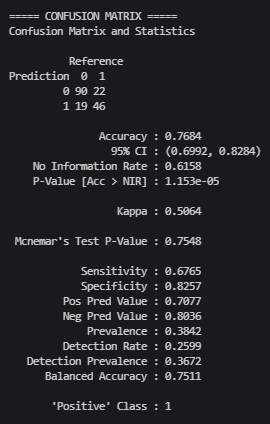 ===== CONFUSION MATRIX =====
Confusion Matrix and Statistics
Reference
Prediction 0 1
0 90 22
1 19 46
Accuracy : 0.7684
95% CI : (0.6992, 0.8284)
No Information Rate : 0.6158
P-Value [Acc > NIR] : 1.153e-05
Kappa : 0.5064
Mcnemar's Test P-Value : 0.7548
Sensitivity : 0.6765
Specificity : 0.8257
Pos Pred Value : 0.7077
Neg Pred Value : 0.8036
Prevalence : 0.3842
Detection Rate : 0.2599
Detection Prevalence : 0.3672
Balanced Accuracy : 0.7511
'Positive' Class : 1